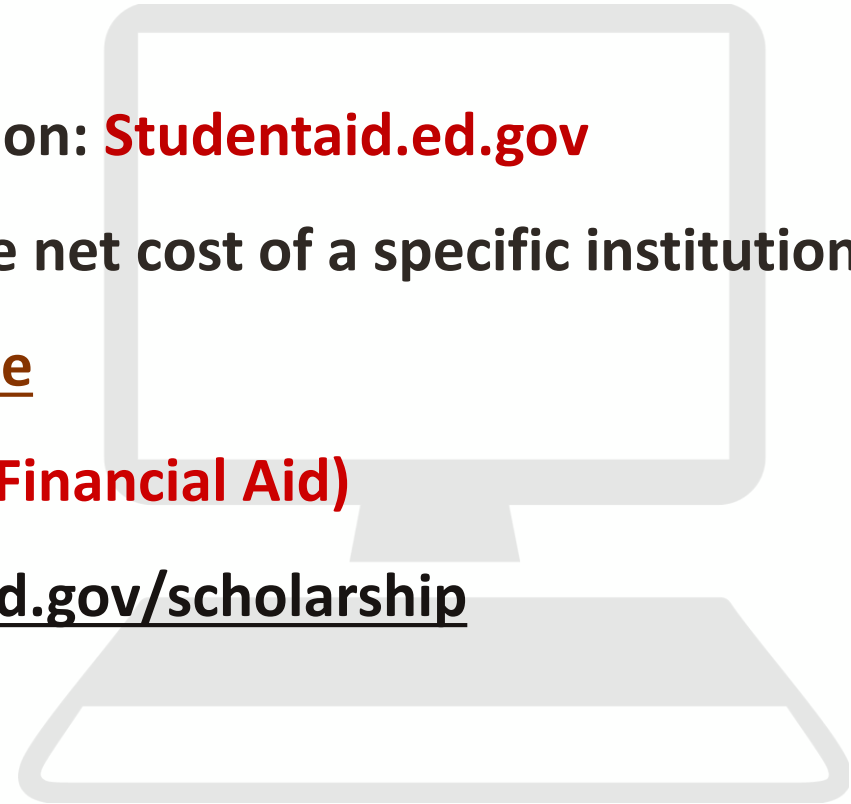 on: Studentaid.ed.gov
e net cost of a specific institution
e
Financial Aid)
d.gov/scholarship